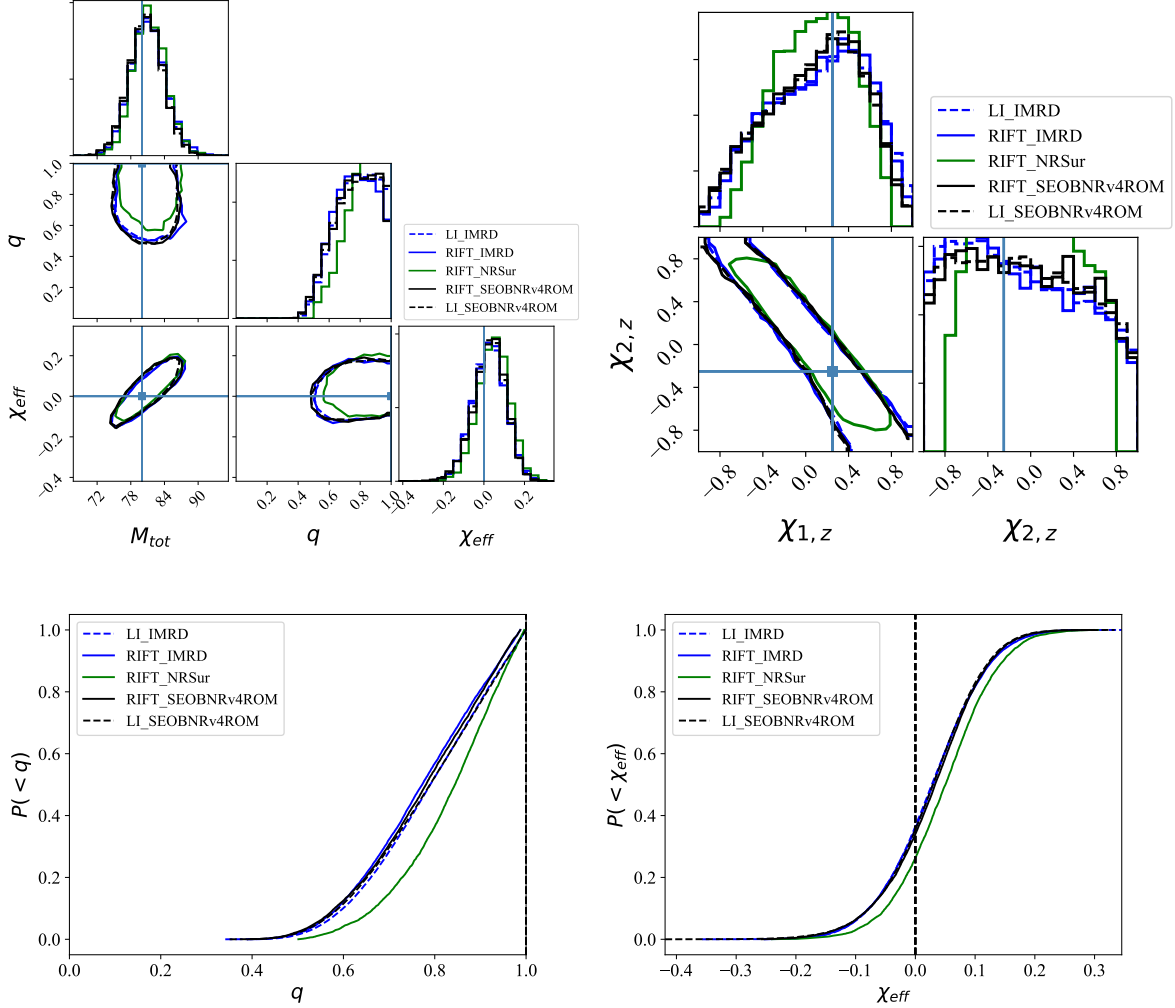 q
1.0
0.8
0.6
0.4
0.2
χeff
0.2
0.0
−0.2
−0.4
72
78
84
90
Mtot
0.2
0.4
0.6
0.8
1.0
q
−0.4
−0.2
0.0
0.2
χeff
LI_IMRD
RIFT_IMRD
RIFT_NRSur
RIFT_SEOBNRv4ROM
LI_SEOBNRv4ROM
χ2, z
0.8
0.4
0.0
−0.4
−0.8
−0.8
−0.4
0.0
0.4
0.8
χ1, z
−0.8
−0.4
0.0
0.4
0.8
χ2, z
LI_IMRD
RIFT_IMRD
RIFT_NRSur
RIFT_SEOBNRv4ROM
LI_SEOBNRv4ROM
P( < q)
1.0
0.8
0.6
0.4
0.2
0.0
LI_IMRD
RIFT_IMRD
RIFT_NRSur
RIFT_SEOBNRv4ROM
LI_SEOBNRv4ROM
0.0
0.2
0.4
0.6
0.8
1.0
q
P( < χeff)
1.0
0.8
0.6
0.4
0.2
0.0
LI_IMRD
RIFT_IMRD
RIFT_NRSur
RIFT_SEOBNRv4ROM
LI_SEOBNRv4ROM
−0.4
−0.3
−0.2
−0.1
0.0
0.1
0.2
0.3
χeff